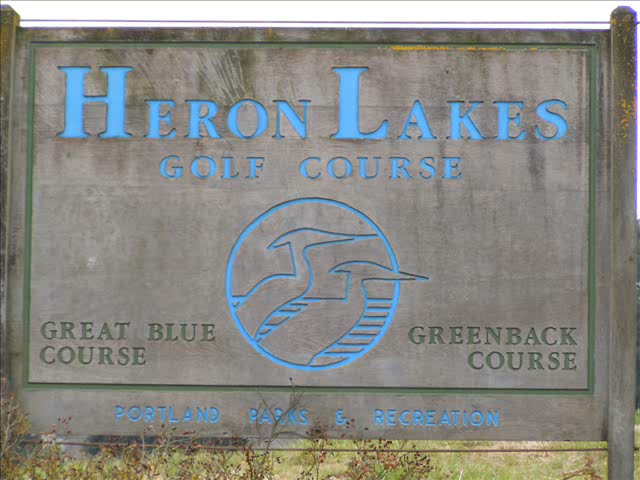 HERON LAKES
GOLF COURSE
GREAT BLUE
COURSE
GREENBACK
COURSE
PORTLAND PARKS & RECREATION